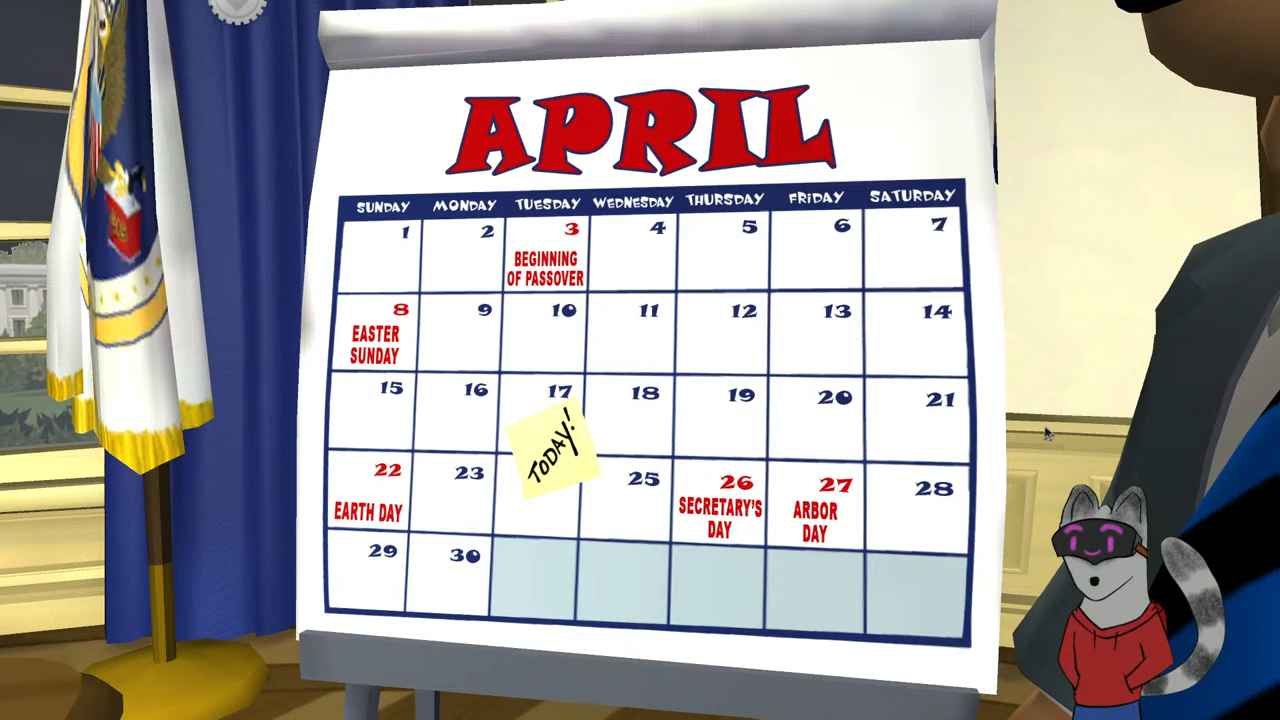 APRIL
SUNDAY MONDAY TUESDAY WEDNESDAY THURSDAY FRIDAY SATURDAY
1 2 3 4 5 6 7
BEGINNING
OF PASSOVER
8 9 10 11 12 13 14
EASTER
SUNDAY
15 16 17 18 19 20 21
TODAY!
22 23 25 26 27 28
EARTH DAY
SECRETARY'S
DAY
ARBOR
DAY
29 30